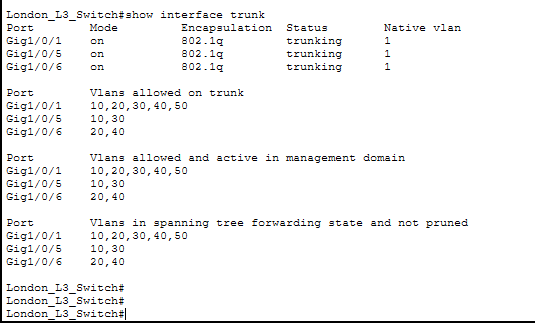 London_L3_Switch#show interface trunk
Port        Mode         Encapsulation  Status        Native vlan
Gig1/0/1    on           802.1q         trunking      1
Gig1/0/5    on           802.1q         trunking      1
Gig1/0/6    on           802.1q         trunking      1

Port        Vlans allowed on trunk
Gig1/0/1    10,20,30,40,50
Gig1/0/5    10,30
Gig1/0/6    20,40

Port        Vlans allowed and active in management domain
Gig1/0/1    10,20,30,40,50
Gig1/0/5    10,30
Gig1/0/6    20,40

Port        Vlans in spanning tree forwarding state and not pruned
Gig1/0/1    10,20,30,40,50
Gig1/0/5    10,30
Gig1/0/6    20,40

London_L3_Switch#
London_L3_Switch#
London_L3_Switch#